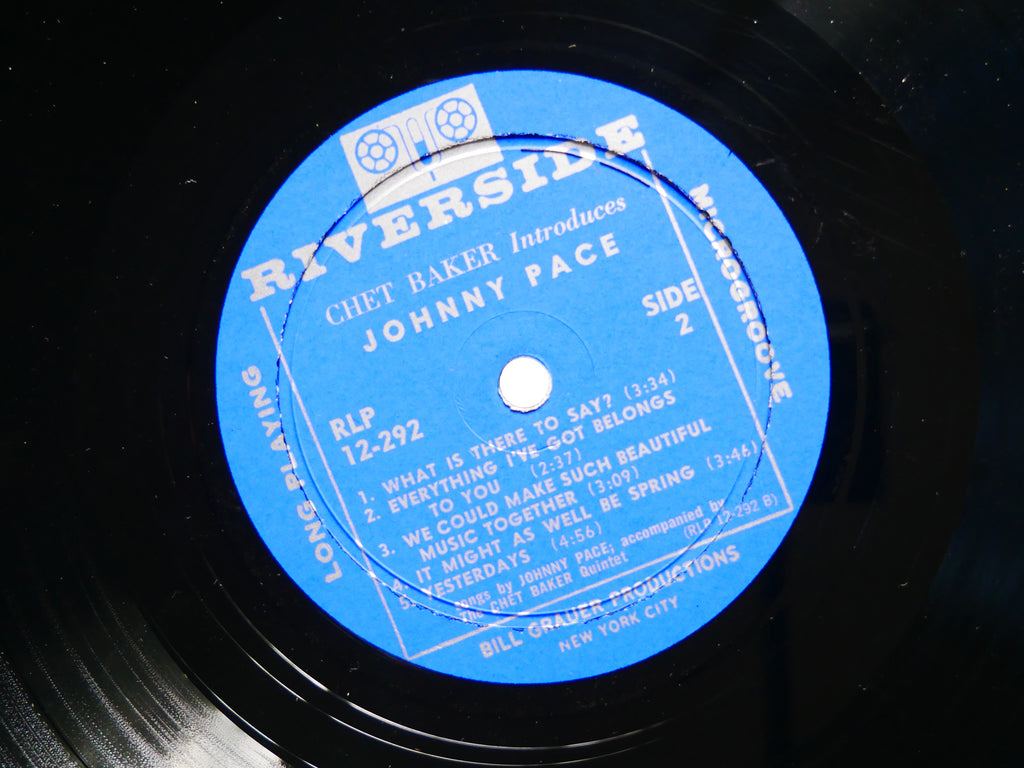 RIVERSIDE
CHET BAKER Introduces
JOHNNY PACE
SIDE
2
RLP
12-292
1. WHAT IS THERE TO SAY? (3:34)
2. EVERYTHING I'VE GOT BELONGS
TO YOU (2:37)
3. WE COULD MAKE SUCH BEAUTIFUL
MUSIC TOGETHER (3:09)
4. IT MIGHT AS WELL BE SPRING (3:46)
5. YESTERDAYS (4:56)
Songs by JOHNNY PACE; accompanied by
The CHET BAKER Quintet
(RLP 12-292 B)
LONG PLAYING
MICROGROOVE
BILL GRAUER PRODUCTIONS
NEW YORK CITY